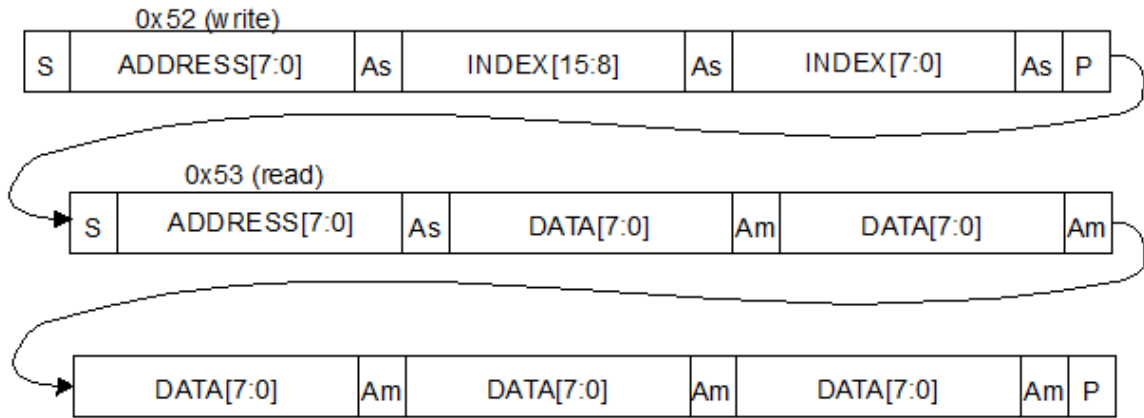 0x52 (write)
S ADDRESS[7:0] As INDEX[15:8] As INDEX[7:0] As P
0x53 (read)
S ADDRESS[7:0] As DATA[7:0] Am DATA[7:0] Am
DATA[7:0] Am DATA[7:0] Am DATA[7:0] Am P